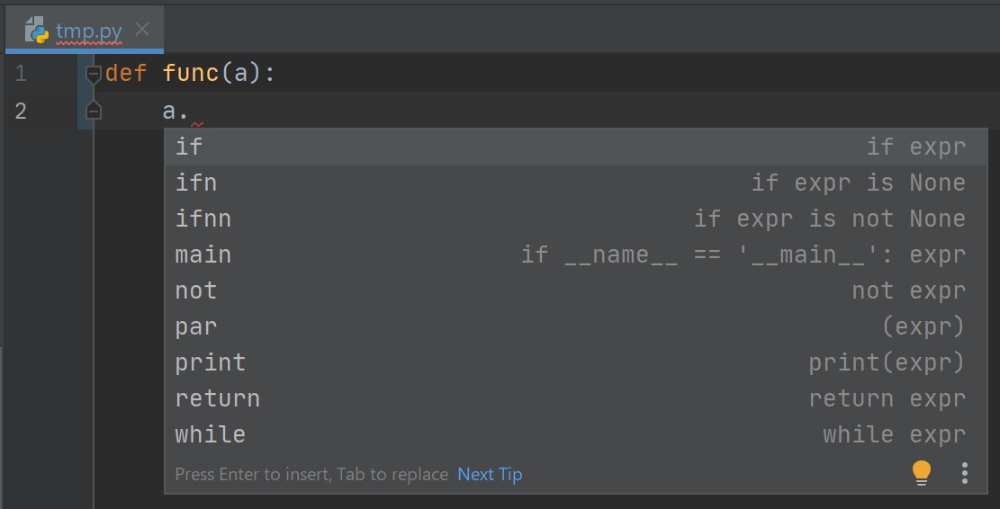 tmp.py
1 def func(a):
2 a.
if if expr
ifn if expr is None
ifnn if expr is not None
main if __name__ == '__main__': expr
not not expr
par (expr)
print print(expr)
return return expr
while while expr
Press Enter to insert, Tab to replace Next Tip